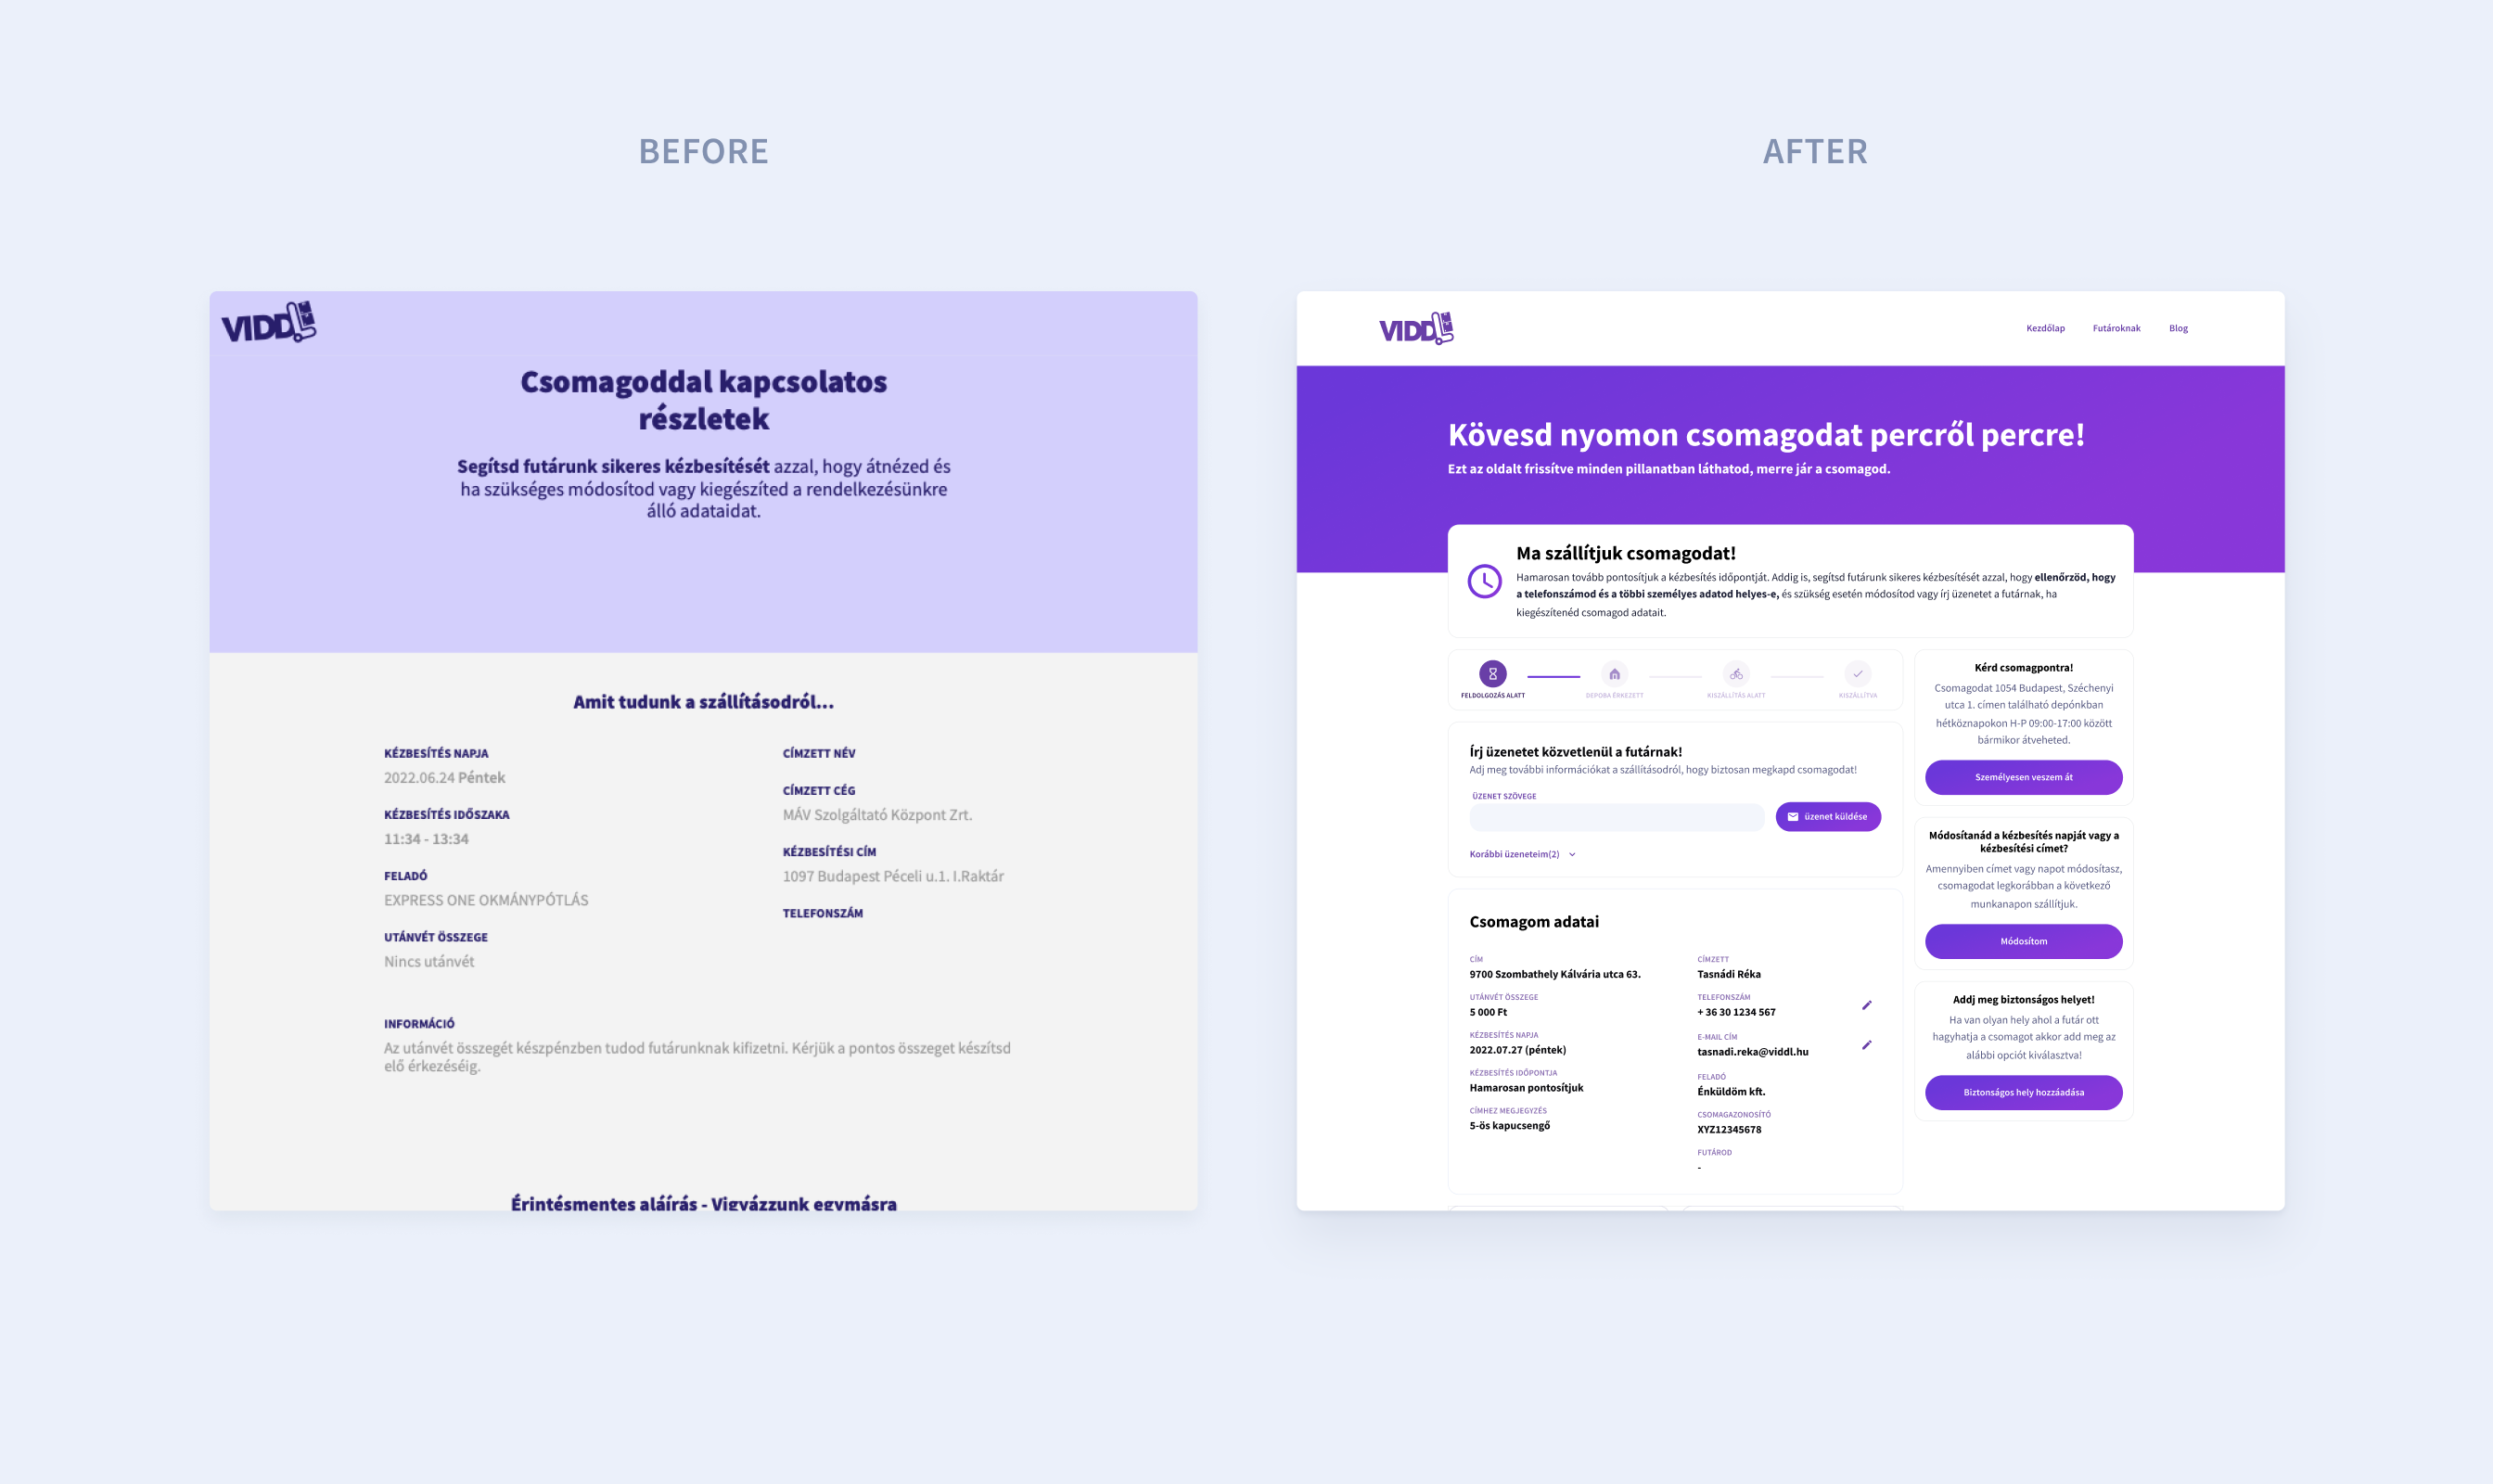 BEFORE
AFTER
VIDDL
Csomagoddal kapcsolatos
részletek
Segítsd futárunk sikeres kézbesítését azzal, hogy átnézed és
ha szükséges módosítod vagy kiegészíted a rendelkezésünkre
álló adataidat.
Amit tudunk a szállításodról...
KÉZBESÍTÉS NAPJA
2022.06.24 Péntek
KÉZBESÍTÉS IDŐSZAKA
11:34 - 13:34
FELADÓ
EXPRESS ONE OKMÁNYPÓTLÁS
UTÁNVÉT ÖSSZEGE
Nincs utánvét
CÍMZETT NÉV
CÍMZETT CÉG
MÁV Szolgáltató Központ Zrt.
KÉZBESÍTÉSI CÍM
1097 Budapest Péceli u.1. I.Raktár
TELEFONSZÁM
INFORMÁCIÓ
Az utánvét összegét készpénzben tudod futárunknak kifizetni. Kérjük a pontos összeget készítsd
elő érkezéséig.
Érintésmentes aláírás - Vigyázzunk egymásra
VIDDL
Kezdőlap
Futároknak
Blog
Kövesd nyomon csomagodat percről percre!
Ezt az oldalt frissítve minden pillanatban láthatod, merre jár a csomagod.
Ma szállítjuk csomagodat!
Hamarosan tovább pontosítjuk a kézbesítés időpontját. Addig is, segítsd futárunk sikeres kézbesítését azzal, hogy ellenőrzöd, hogy
a telefonszámod és a többi személyes adatod helyes-e, és szükség esetén módosítod vagy írj üzenetet a futárnak, ha
kiegészítenéd csomagod adatait.
FELDOLGOZÁS ALATT
DEPOBA ÉRKEZETT
KISZÁLLÍTÁS ALATT
KISZÁLLÍTVA
Írj üzenetet közvetlenül a futárnak!
Adj meg további információkat a szállításodról, hogy biztosan megkapd csomagodat!
ÜZENET SZÖVEGE
üzenet küldése
Korábbi üzeneteim(2)
Csomagom adatai
CÍM
9700 Szombathely Kálvária utca 63.
UTÁNVÉT ÖSSZEGE
5 000 Ft
KÉZBESÍTÉS NAPJA
2022.07.27 (péntek)
KÉZBESÍTÉS IDŐPONTJA
Hamarosan pontosítjuk
CÍMHEZ MEGJEGYZÉS
5-ös kapucsengő
CÍMZETT
Tasnádi Réka
TELEFONSZÁM
+ 36 30 1234 567
E-MAIL CÍM
tasnadi.reka@viddl.hu
FELADÓ
Énküldöm kft.
CSOMAGAZONOSÍTÓ
XYZ12345678
FUTÁROD
-
Kérd csomagpontra!
Csomagodat 1054 Budapest, Széchenyi
utca 1. címen található depónkban
hétköznapokon H-P 09:00-17:00 között
bármikor átveheted.
Személyesen veszem át
Módosítanád a kézbesítés napját vagy a
kézbesítési címet?
Amennyiben címet vagy napot módosítasz,
csomagodat legkorábban a következő
munkanapon szállítjuk.
Módosítom
Addj meg biztonságos helyet!
Ha van olyan hely ahol a futár ott
hagyhatja a csomagot akkor add meg az
alábbi opciót kiválasztva!
Biztonságos hely hozzáadása